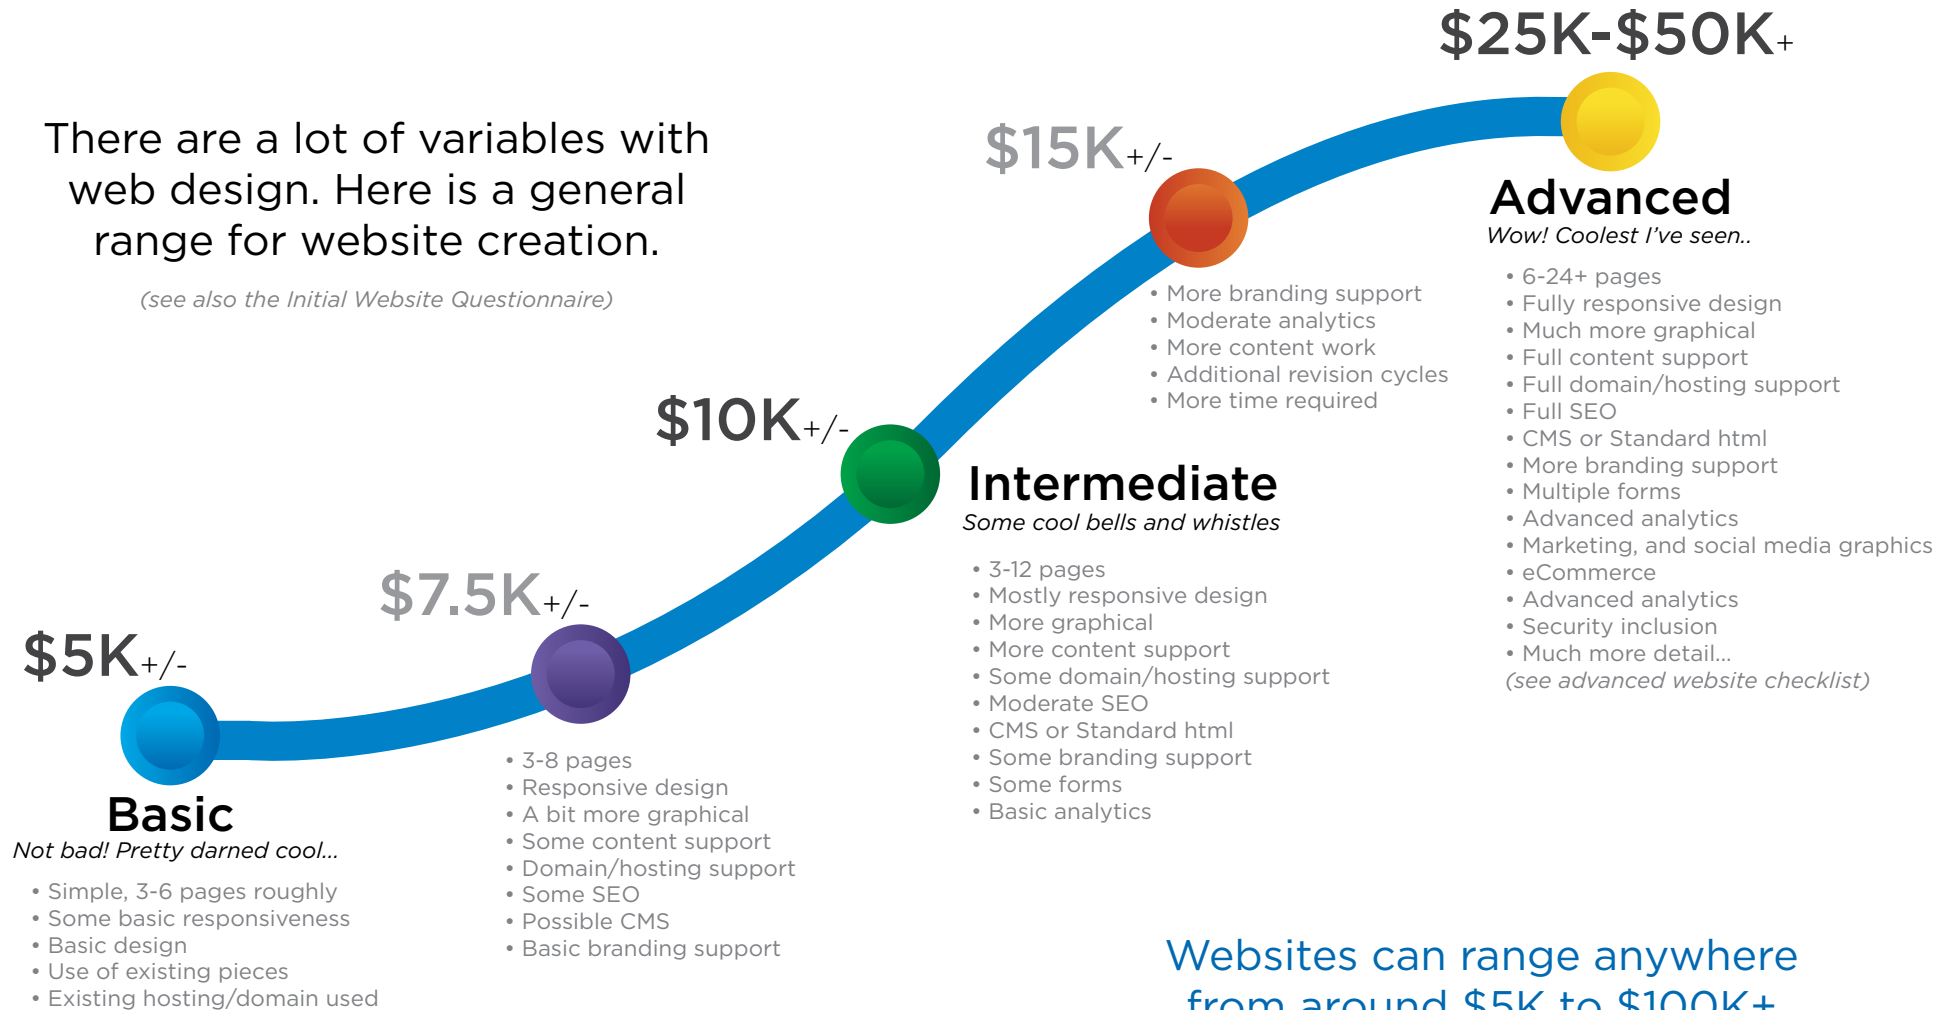 There are a lot of variables with
web design. Here is a general
range for website creation.
(see also the Initial Website Questionnaire)
$5K+/-
Basic
Not bad! Pretty darned cool...
• Simple, 3-6 pages roughly
• Some basic responsiveness
• Basic design
• Use of existing pieces
• Existing hosting/domain used
$7.5K+/-
• 3-8 pages
• Responsive design
• A bit more graphical
• Some content support
• Domain/hosting support
• Some SEO
• Possible CMS
• Basic branding support
$10K+/-
Intermediate
Some cool bells and whistles
• 3-12 pages
• Mostly responsive design
• More graphical
• More content support
• Some domain/hosting support
• Moderate SEO
• CMS or Standard html
• Some branding support
• Some forms
• Basic analytics
$15K+/-
• More branding support
• Moderate analytics
• More content work
• Additional revision cycles
• More time required
$25K-$50K+
Advanced
Wow! Coolest I've seen..
• 6-24+ pages
• Fully responsive design
• Much more graphical
• Full content support
• Full domain/hosting support
• Full SEO
• CMS or Standard html
• More branding support
• Multiple forms
• Advanced analytics
• Marketing, and social media graphics
• eCommerce
• Advanced analytics
• Security inclusion
• Much more detail...
(see advanced website checklist)
Websites can range anywhere
from around $5K to $100K+